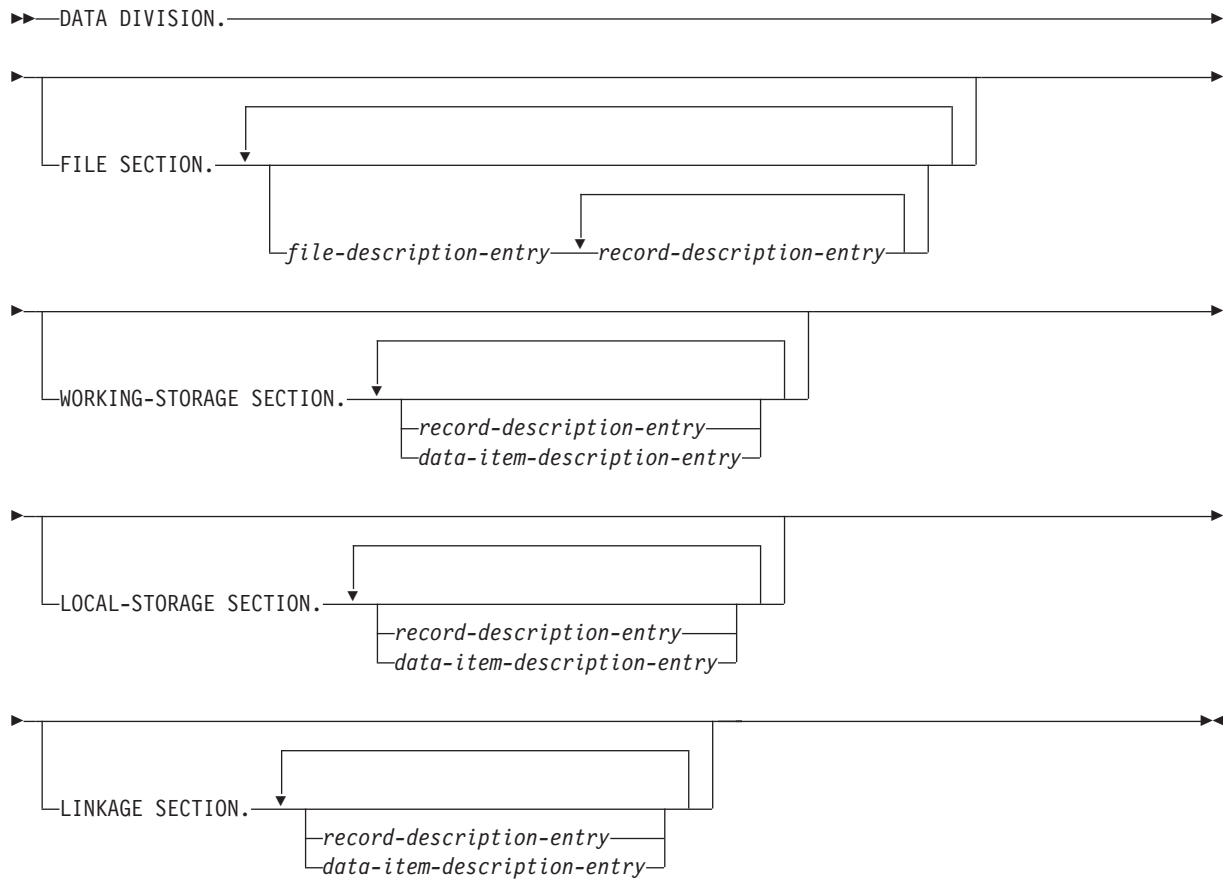 DATA DIVISION.
FILE SECTION.
file-description-entry record-description-entry
WORKING-STORAGE SECTION.
record-description-entry
data-item-description-entry
LOCAL-STORAGE SECTION.
record-description-entry
data-item-description-entry
LINKAGE SECTION.
record-description-entry
data-item-description-entry